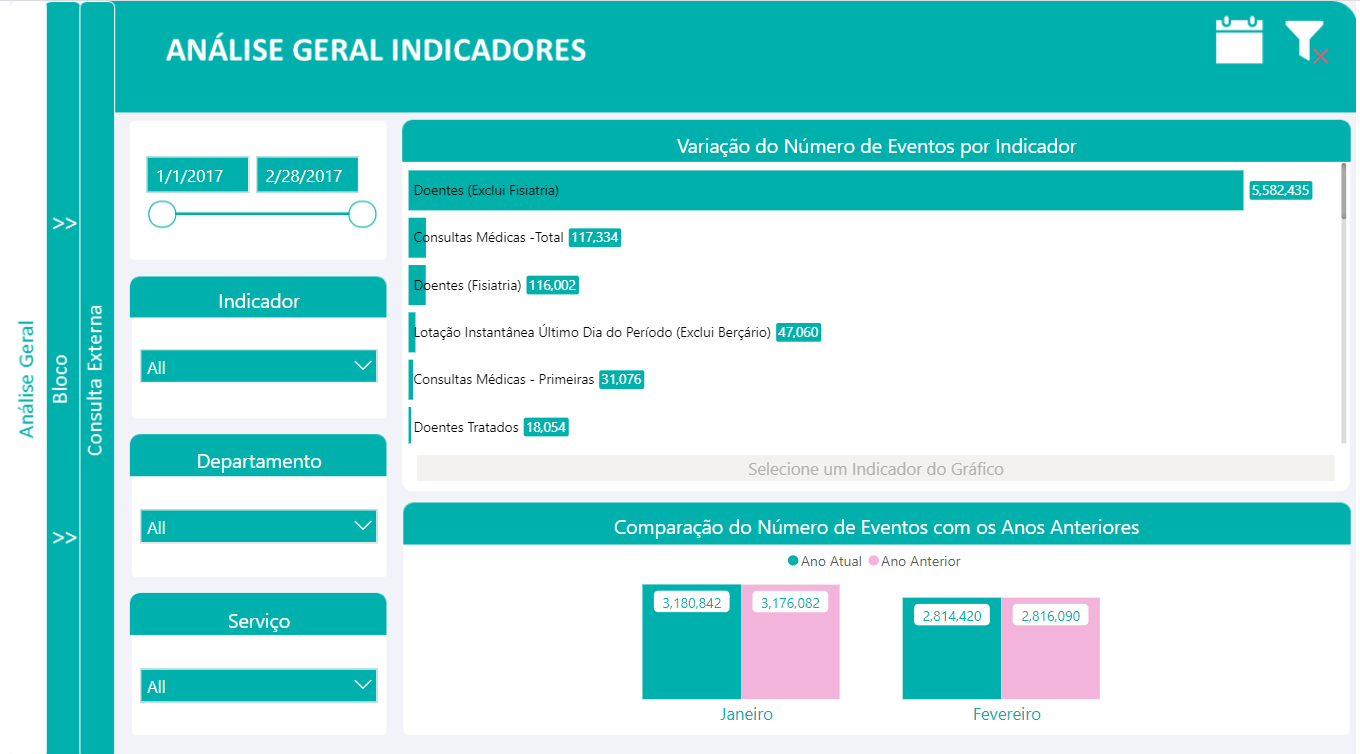 ANÁLISE GERAL INDICADORES
Análise Geral
>>
Bloco
>>
Consulta Externa
1/1/2017
2/28/2017
Indicador
All
Departamento
All
Serviço
All
Variação do Número de Eventos por Indicador
Doentes (Exclui Fisiatria) 5,582,435
Consultas Médicas -Total 117,334
Doentes (Fisiatria) 116,002
Lotação Instantânea Último Dia do Período (Exclui Berçário) 47,060
Consultas Médicas - Primeiras 31,076
Doentes Tratados 18,054
Selecione um Indicador do Gráfico
Comparação do Número de Eventos com os Anos Anteriores
Ano Atual Ano Anterior
3,180,842 3,176,082 2,814,420 2,816,090
Janeiro Fevereiro